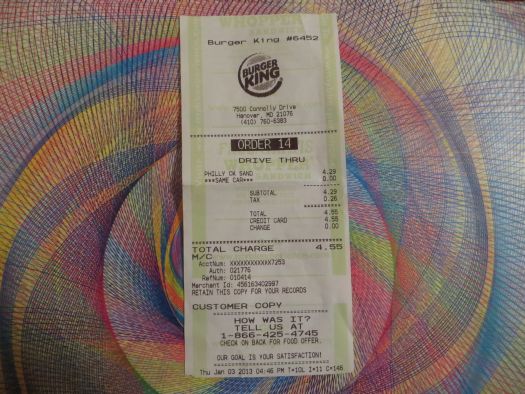 Burger King #6452
BURGER
KING
7500 Connolly Drive
Hanover, MD 21076
(410) 760-6383
ORDER 14
DRIVE THRU
PHILLY CK SAND 4.29
***SAME CAR*** 0.00
SUBTOTAL 4.29
TAX 0.26
TOTAL 4.55
CREDIT CARD 4.55
CHANGE 0.00
TOTAL CHARGE 4.55
M/C
AcctNum: XXXXXXXXXXXX7253
Auth: 021776
RefNum: 010414
Merchant Id: 456163402997
RETAIN THIS COPY FOR YOUR RECORDS
CUSTOMER COPY
HOW WAS IT?
TELL US AT
1-866-425-4745
CHECK ON BACK FOR FOOD OFFER.
OUR GOAL IS YOUR SATISFACTION!
Thu Jan 03 2013 04:46 PM T=10L I=11 C=146